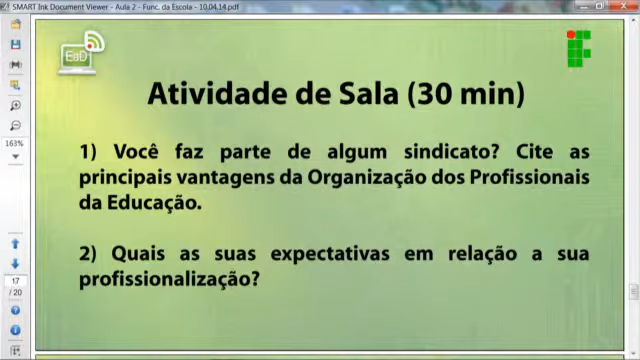 SMART Ink Document Viewer - Aula 2 - Func. da Escola - 10.04.14.pdf
EaD
Atividade de Sala (30 min)
163%
1) Você faz parte de algum sindicato? Cite as
principais vantagens da Organização dos Profissionais
da Educação.
2) Quais as suas expectativas em relação a sua
profissionalização?
17
/ 20